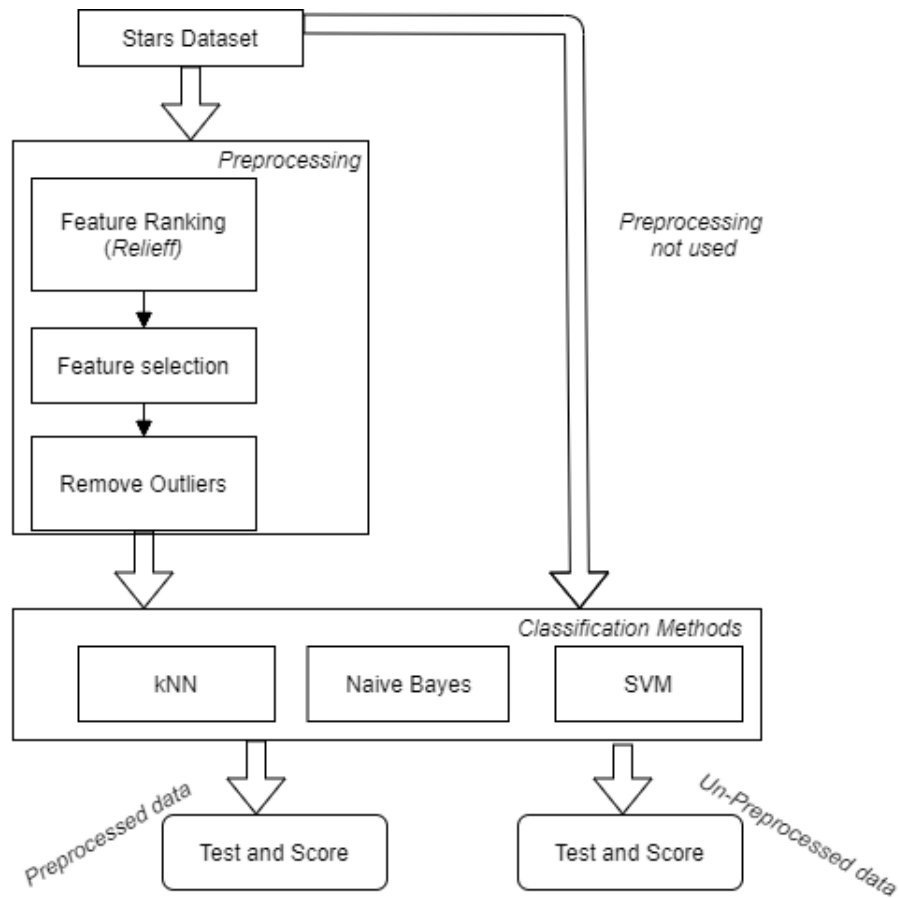 Stars Dataset
Preprocessing
Feature Ranking
(Relieff)
Preprocessing
not used
Feature selection
Remove Outliers
Classification Methods
kNN
Naive Bayes
SVM
Preprocessed data
Un-Preprocessed data
Test and Score
Test and Score